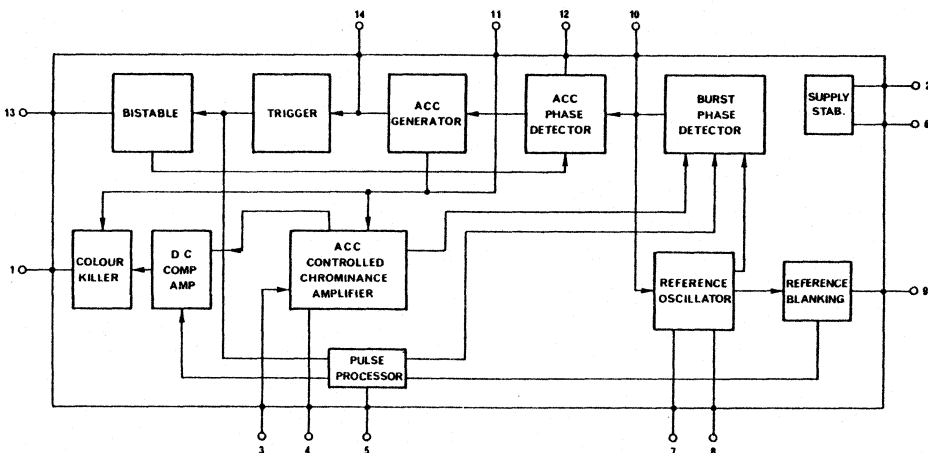 14
11
12
10
13
BISTABLE
TRIGGER
ACC
GENERATOR
ACC
PHASE
DETECTOR
BURST
PHASE
DETECTOR
SUPPLY
STAB.
2
6
1
COLOUR
KILLER
D C
COMP
AMP
ACC
CONTROLLED
CHROMINANCE
AMPLIFIER
REFERENCE
OSCILLATOR
REFERENCE
BLANKING
9
PULSE
PROCESSOR
3
4
5
7
8